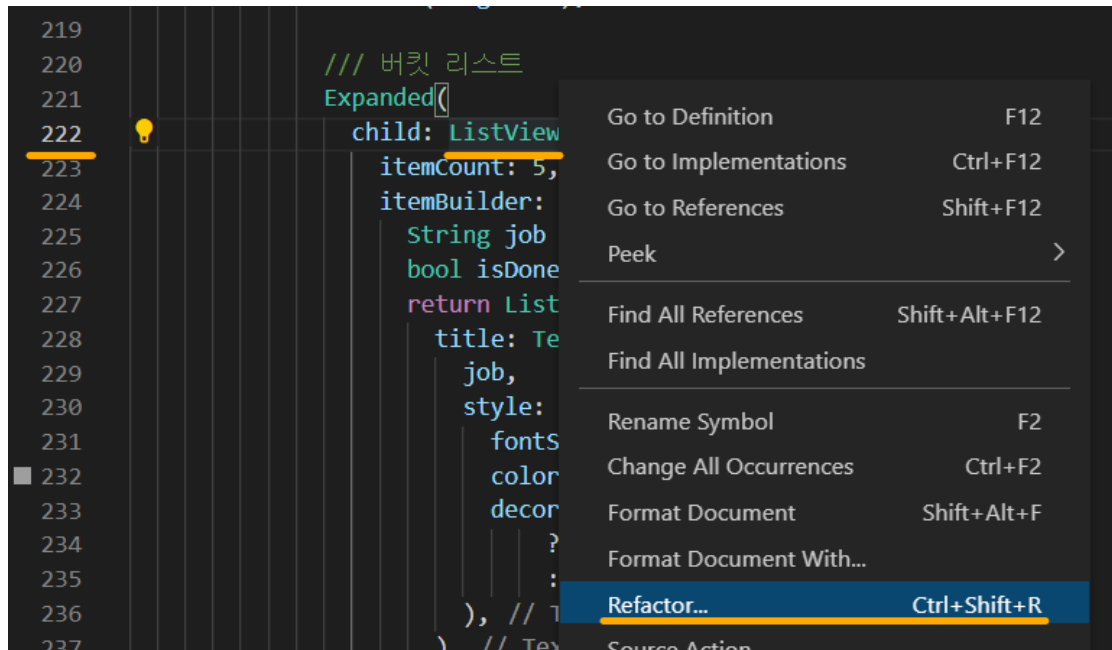 219
220 /// 버킷 리스트
221 Expanded(
222 child: ListView
223 itemCount: 5,
224 itemBuilder:
225 String job
226 bool isDone
227 return List
228 title: Te
229 job,
230 style:
231 fontS
232 color
233 decor
234 ?
235 :
236 ), // T
237 ), // Tex
Go to Definition F12
Go to Implementations Ctrl+F12
Go to References Shift+F12
Peek
Find All References Shift+Alt+F12
Find All Implementations
Rename Symbol F2
Change All Occurrences Ctrl+F2
Format Document Shift+Alt+F
Format Document With...
Refactor... Ctrl+Shift+R
Source Action